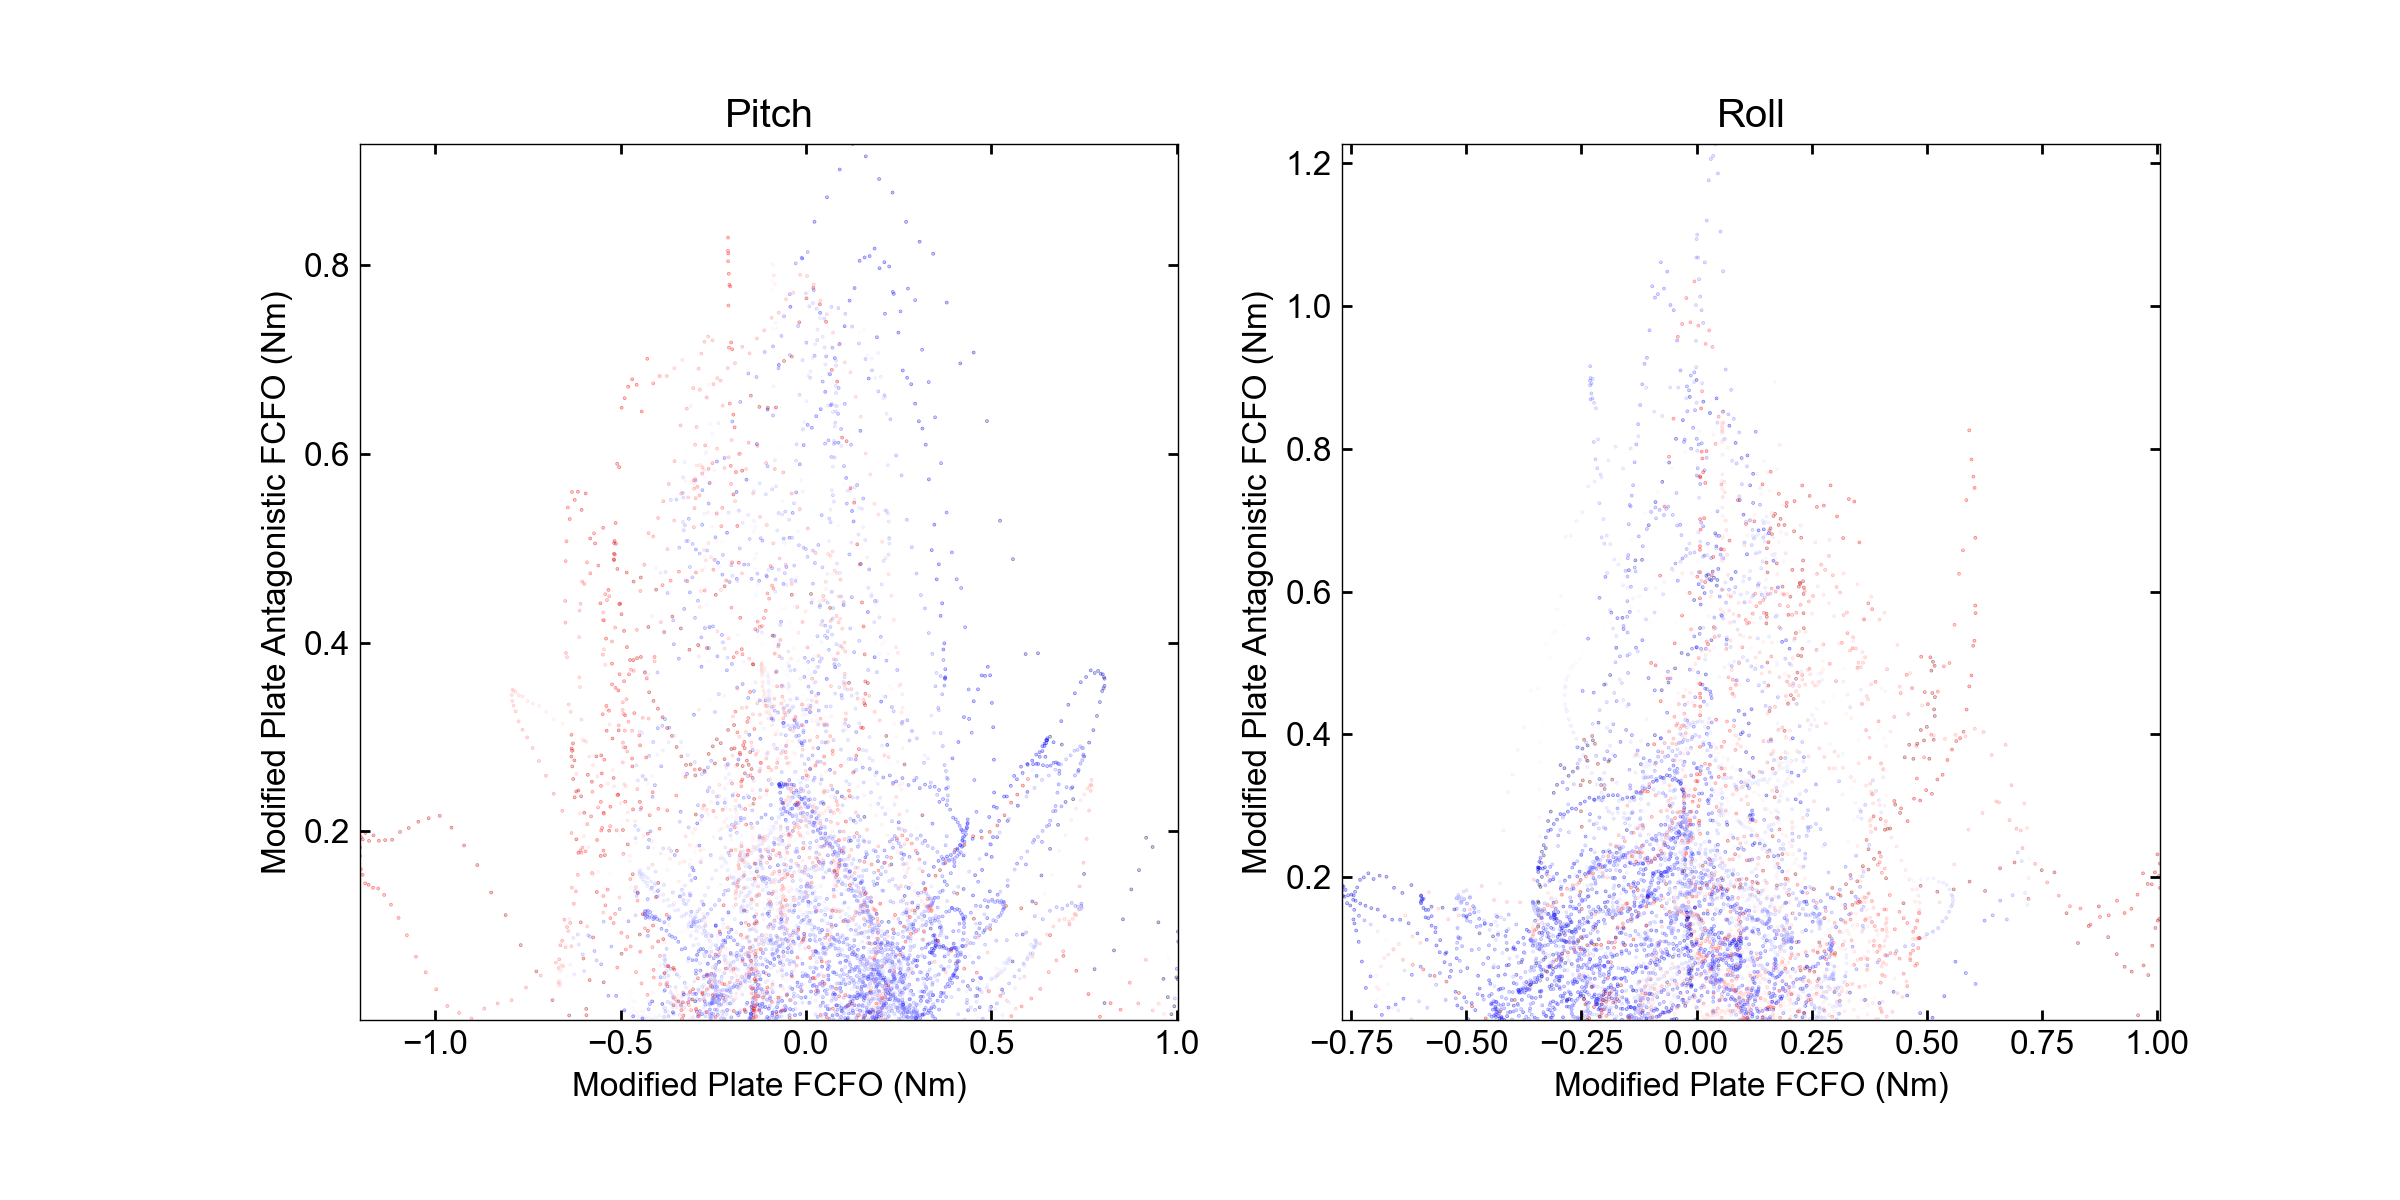 Pitch
Modified Plate Antagonistic FCFO (Nm)
0.8
0.6
0.4
0.2
−1.0 −0.5 0.0 0.5 1.0
Modified Plate FCFO (Nm)
Roll
Modified Plate Antagonistic FCFO (Nm)
1.2
1.0
0.8
0.6
0.4
0.2
−0.75 −0.50 −0.25 0.00 0.25 0.50 0.75 1.00
Modified Plate FCFO (Nm)